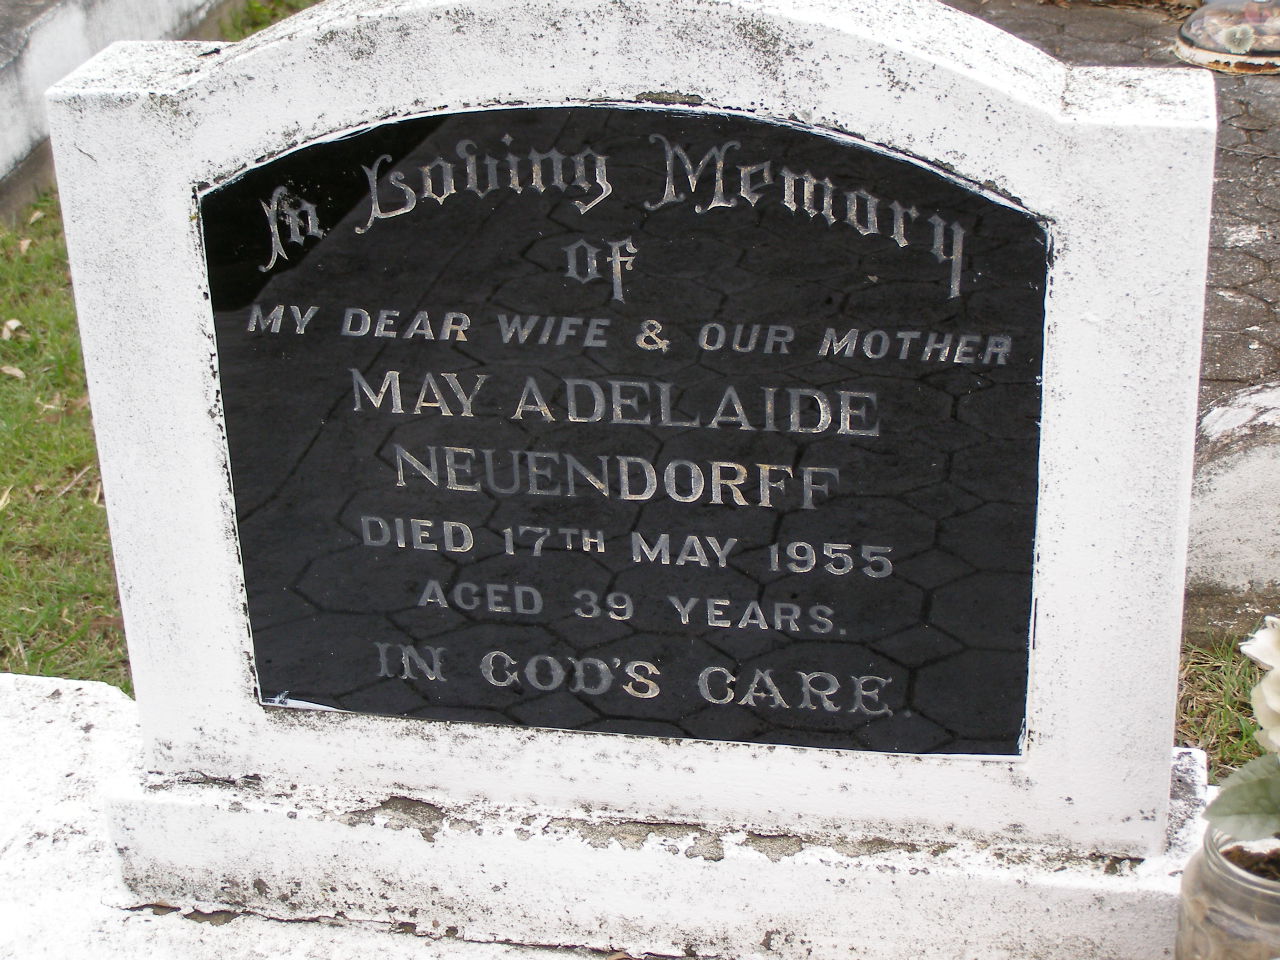 In Loving Memory
of
MY DEAR WIFE & OUR MOTHER
MAY ADELAIDE
NEUENDORFF
DIED 17TH MAY 1955
AGED 39 YEARS.
IN GOD'S CARE.